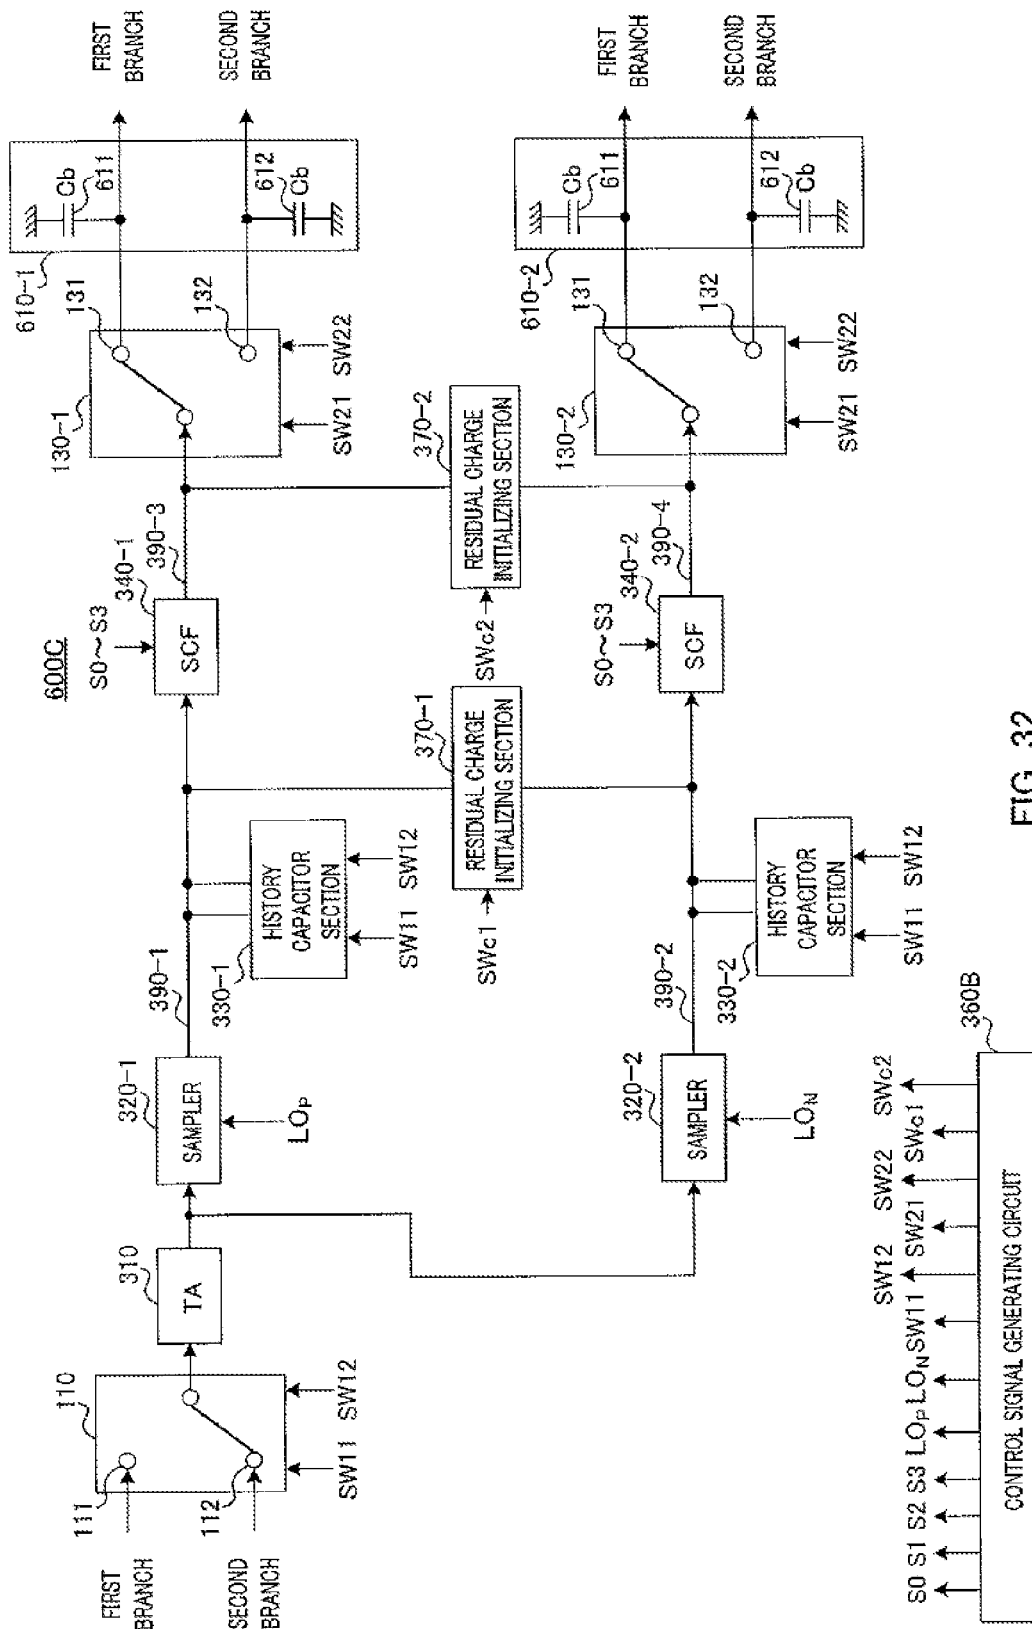 600C
FIRST
BRANCH
SECOND
BRANCH
111
112
110
SW11
SW12
310
TA
320-1
SAMPLER
LOP
390-1
330-1
HISTORY
CAPACITOR
SECTION
SW11
SW12
S0~S3
340-1
SCF
390-3
130-1
SW21
SW22
131
132
610-1
Cb
611
612
Cb
FIRST
BRANCH
SECOND
BRANCH
SWc1
370-1
RESIDUAL CHARGE
INITIALIZING SECTION
SWc2
370-2
RESIDUAL CHARGE
INITIALIZING SECTION
320-2
SAMPLER
LON
390-2
330-2
HISTORY
CAPACITOR
SECTION
SW11
SW12
S0~S3
340-2
SCF
390-4
130-2
SW21
SW22
131
132
610-2
Cb
611
612
Cb
FIRST
BRANCH
SECOND
BRANCH
S0 S1 S2 S3 LOP LON SW11 SW12 SW21 SW22 SWc1 SWc2
360B
CONTROL SIGNAL GENERATING CIRCUIT
FIG. 32